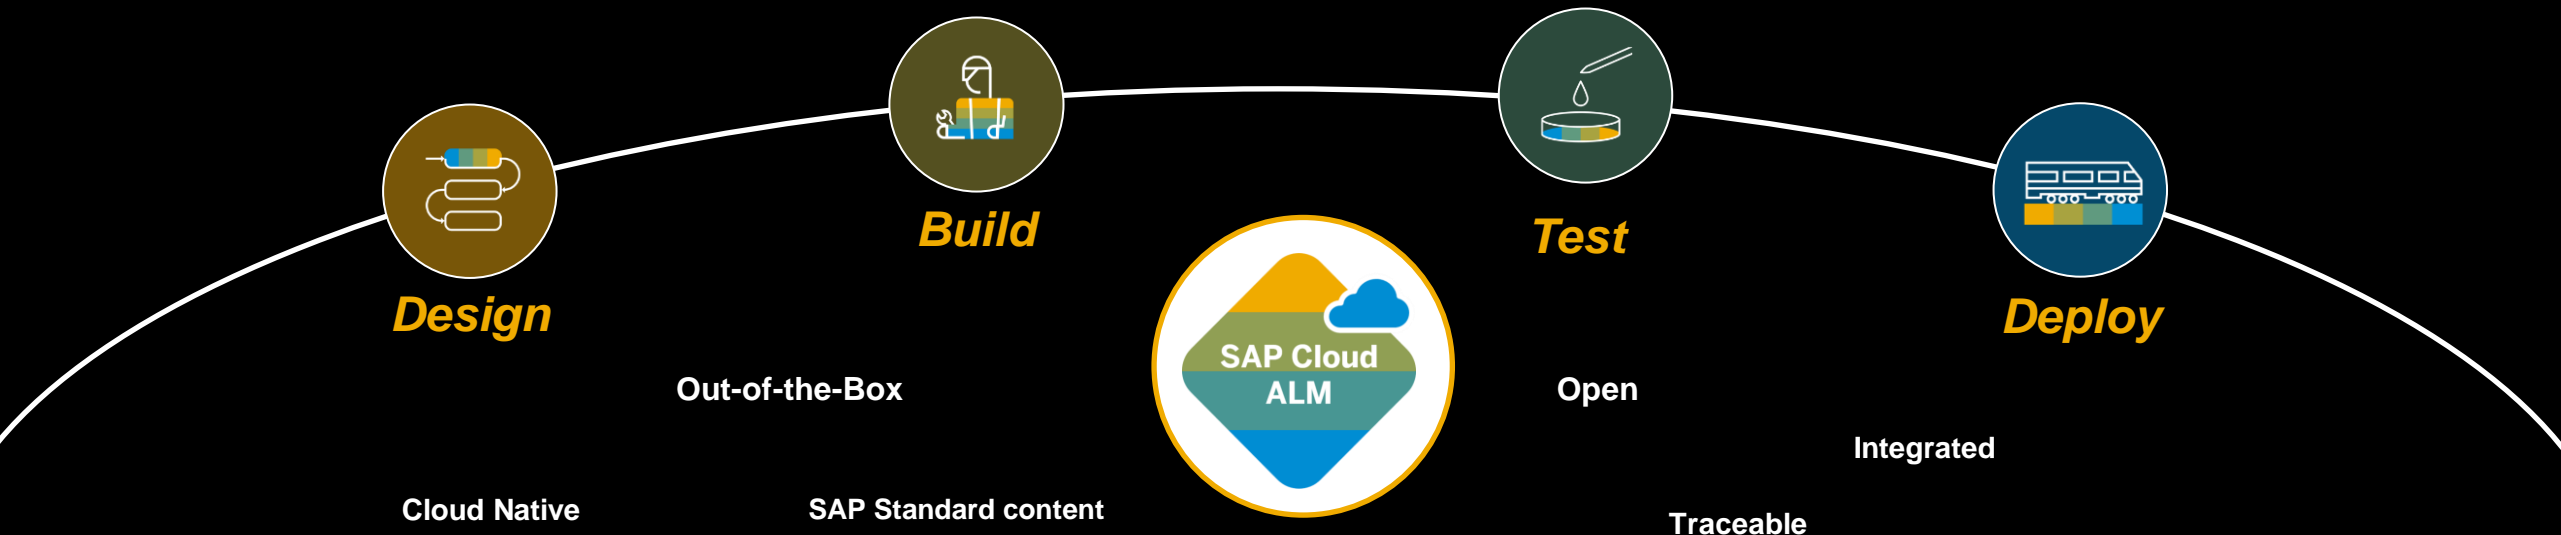 Build
Test
Design
Deploy
SAP Cloud
ALM
Out-of-the-Box
Open
Integrated
Cloud Native
SAP Standard content
Traceable